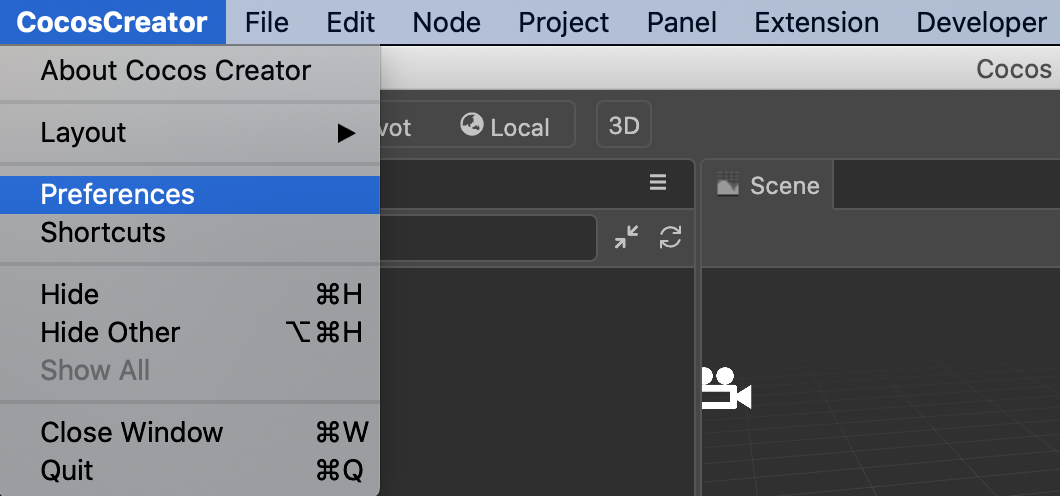 CocosCreator File Edit Node Project Panel Extension Developer
About Cocos Creator
Cocos
Layout
vot Local 3D
Preferences
Scene
Shortcuts
Hide ⌘H
Hide Other ⌥⌘H
Show All
Close Window ⌘W
Quit ⌘Q